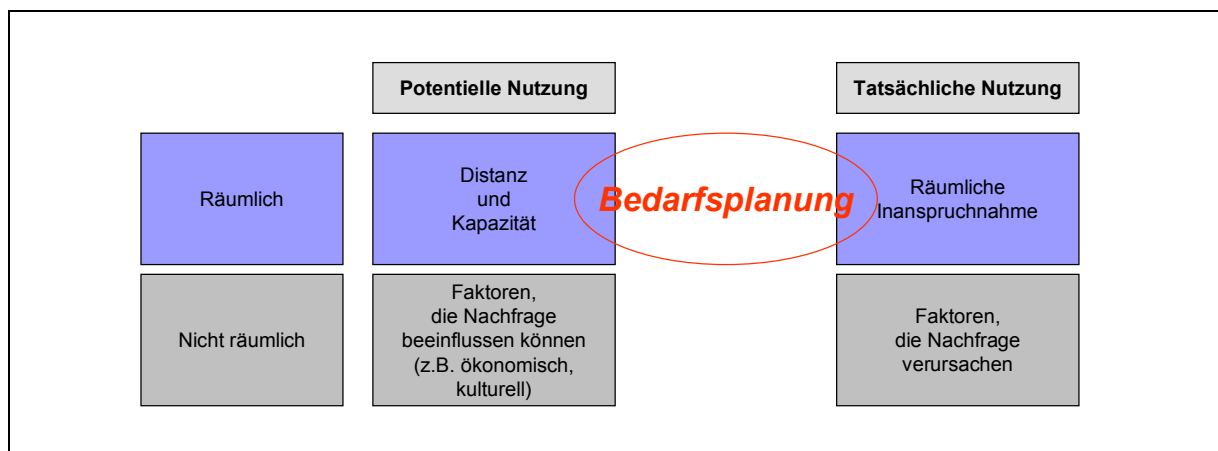 Potentielle Nutzung
Tatsächliche Nutzung
Räumlich
Distanz
und
Kapazität
Bedarfsplanung
Räumliche
Inanspruchnahme
Nicht räumlich
Faktoren,
die Nachfrage
beeinflussen können
(z.B. ökonomisch,
kulturell)
Faktoren,
die Nachfrage
verursachen